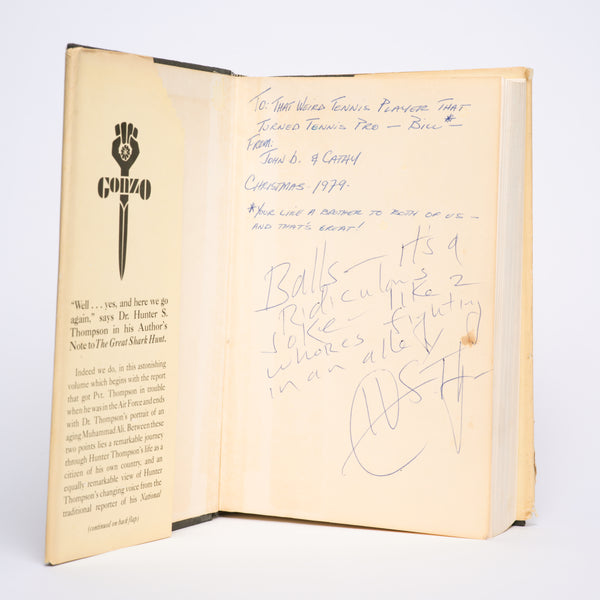 GONZO
"Well . . . yes, and here we go
again," says Dr. Hunter S.
Thompson in his Author's
Note to The Great Shark Hunt.
Indeed we do, in this astonishing
volume which begins with the report
that got Pvt. Thompson in trouble
when he was in the Air Force and ends
with Dr. Thompson's portrait of an
aging Muhammad Ali. Between these
two points lies a remarkable journey
through Hunter Thompson's life as a
citizen of his own country, and an
equally remarkable view of Hunter
Thompson's changing voice from the
traditional reporter of his National
(continued on back flap)
TO: THAT WEIRD TENNIS PLAYER THAT
TURNED TENNIS PRO — BILL* —
FROM:
JOHN D. & CATHY
CHRISTMAS · 1979 ·
*YOUR LIKE A BROTHER TO BOTH OF US —
AND THAT'S GREAT!
Balls — It's a
Ridiculous
joke — like 2
whores fighting
in an alley
HST